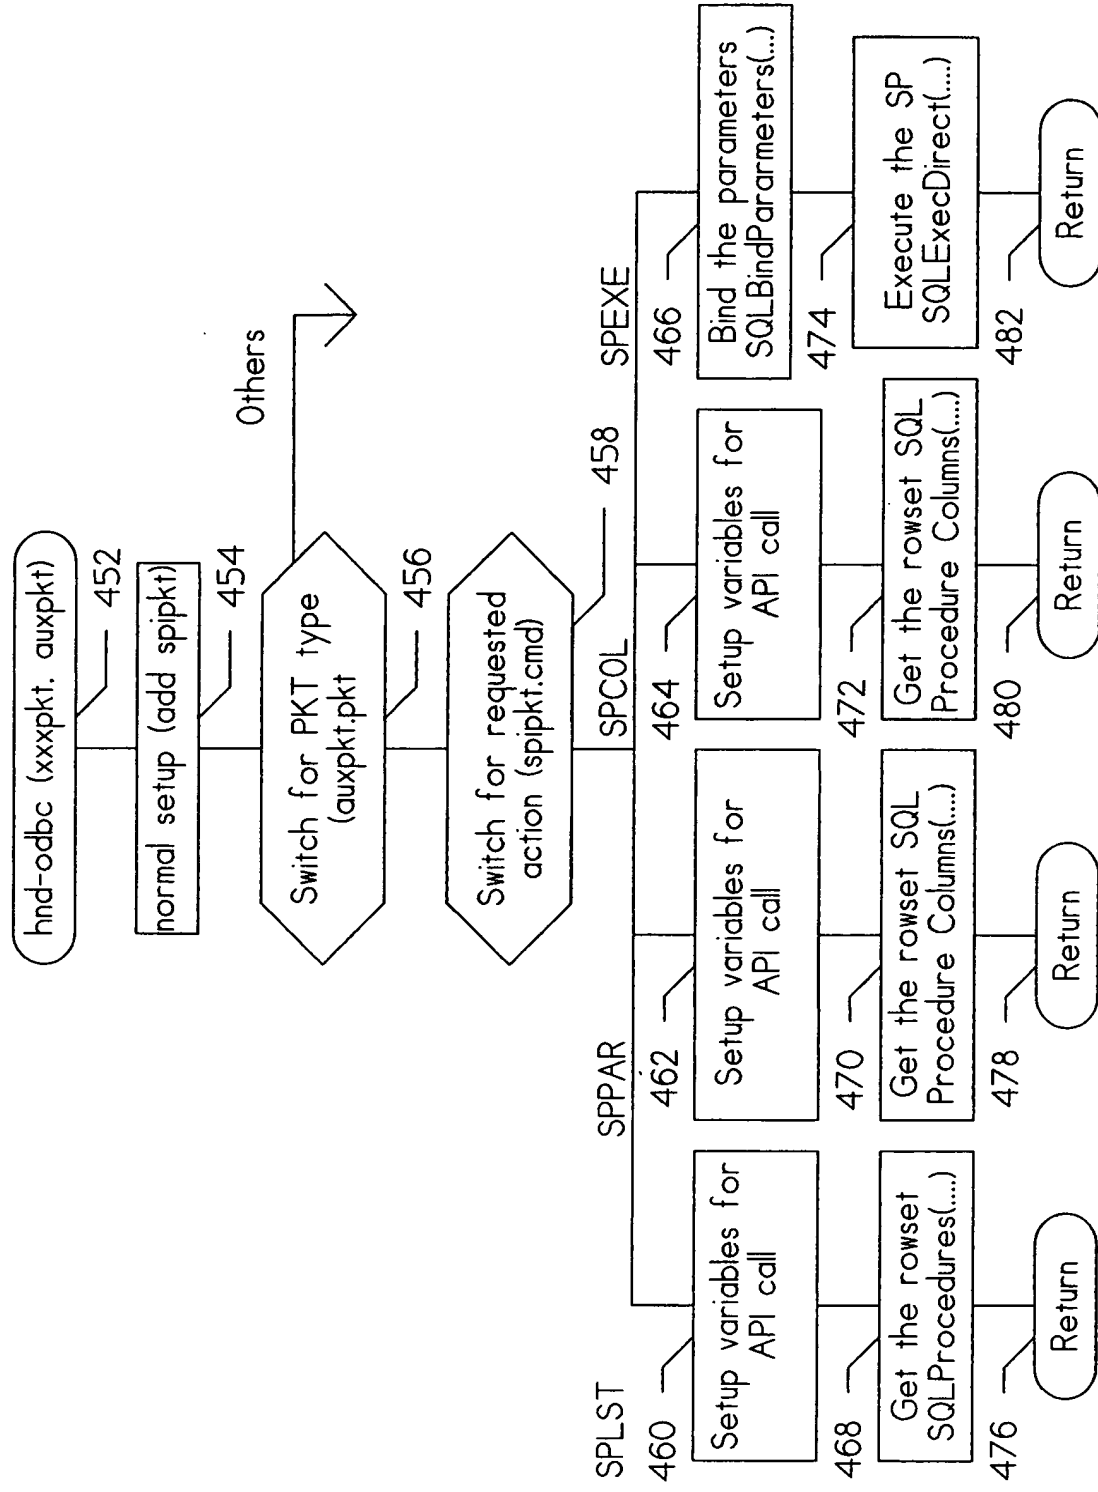 hnd-odbc (xxxpkt. auxpkt)
452
normal setup (add spipkt)
454
Switch for PKT type
(auxpkt.pkt
Others
456
Switch for requested
action (spipkt.cmd)
458
SPLST
SPPAR
SPCOL
SPEXE
460
Setup variables for
API call
462
Setup variables for
API call
464
Setup variables for
API call
466
Bind the parameters
SQLBindPararmeters(...)
468
Get the rowset
SQLProcedures(....)
470
Get the rowset SQL
Procedure Columns(....)
472
Get the rowset SQL
Procedure Columns(....)
474
Execute the SP
SQLExecDirect(....)
476
Return
478
Return
480
Return
482
Return